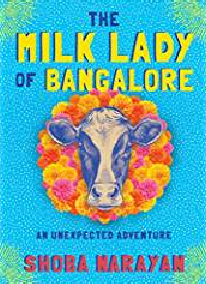 THE
MILK LADY
OF BANGALORE
AN UNEXPECTED ADVENTURE
SHOBA NARAYAN